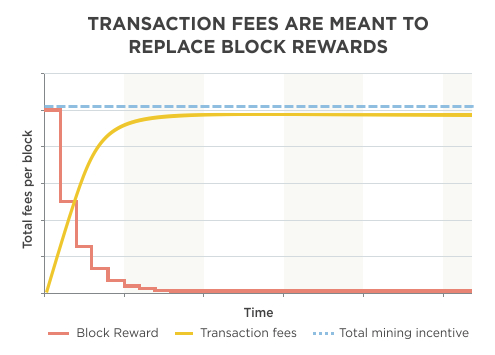 TRANSACTION FEES ARE MEANT TO
REPLACE BLOCK REWARDS
Total fees per block
Time
Block Reward
Transaction fees
Total mining incentive